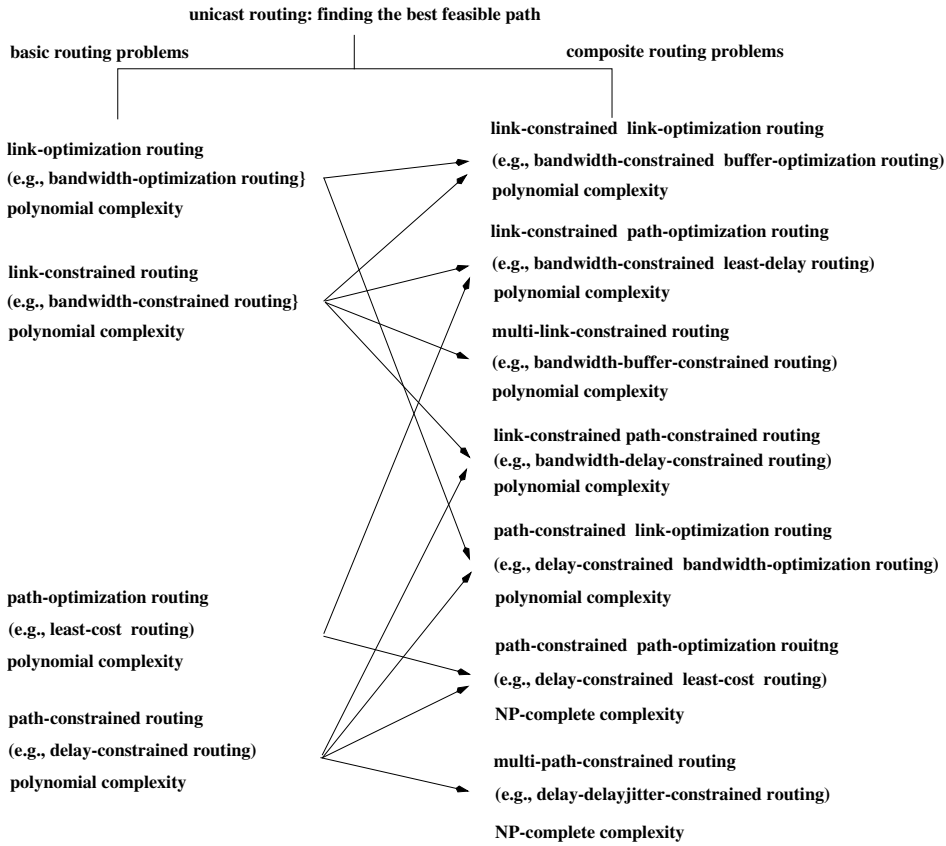 unicast routing: finding the best feasible path
basic routing problems
composite routing problems
link-optimization routing
(e.g., bandwidth-optimization routing}
polynomial complexity
link-constrained routing
(e.g., bandwidth-constrained routing}
polynomial complexity
path-optimization routing
(e.g., least-cost routing)
polynomial complexity
path-constrained routing
(e.g., delay-constrained routing)
polynomial complexity
link-constrained link-optimization routing
(e.g., bandwidth-constrained buffer-optimization routing)
polynomial complexity
link-constrained path-optimization routing
(e.g., bandwidth-constrained least-delay routing)
polynomial complexity
multi-link-constrained routing
(e.g., bandwidth-buffer-constrained routing)
polynomial complexity
link-constrained path-constrained routing
(e.g., bandwidth-delay-constrained routing)
polynomial complexity
path-constrained link-optimization routing
(e.g., delay-constrained bandwidth-optimization routing)
polynomial complexity
path-constrained path-optimization rouitng
(e.g., delay-constrained least-cost routing)
NP-complete complexity
multi-path-constrained routing
(e.g., delay-delayjitter-constrained routing)
NP-complete complexity